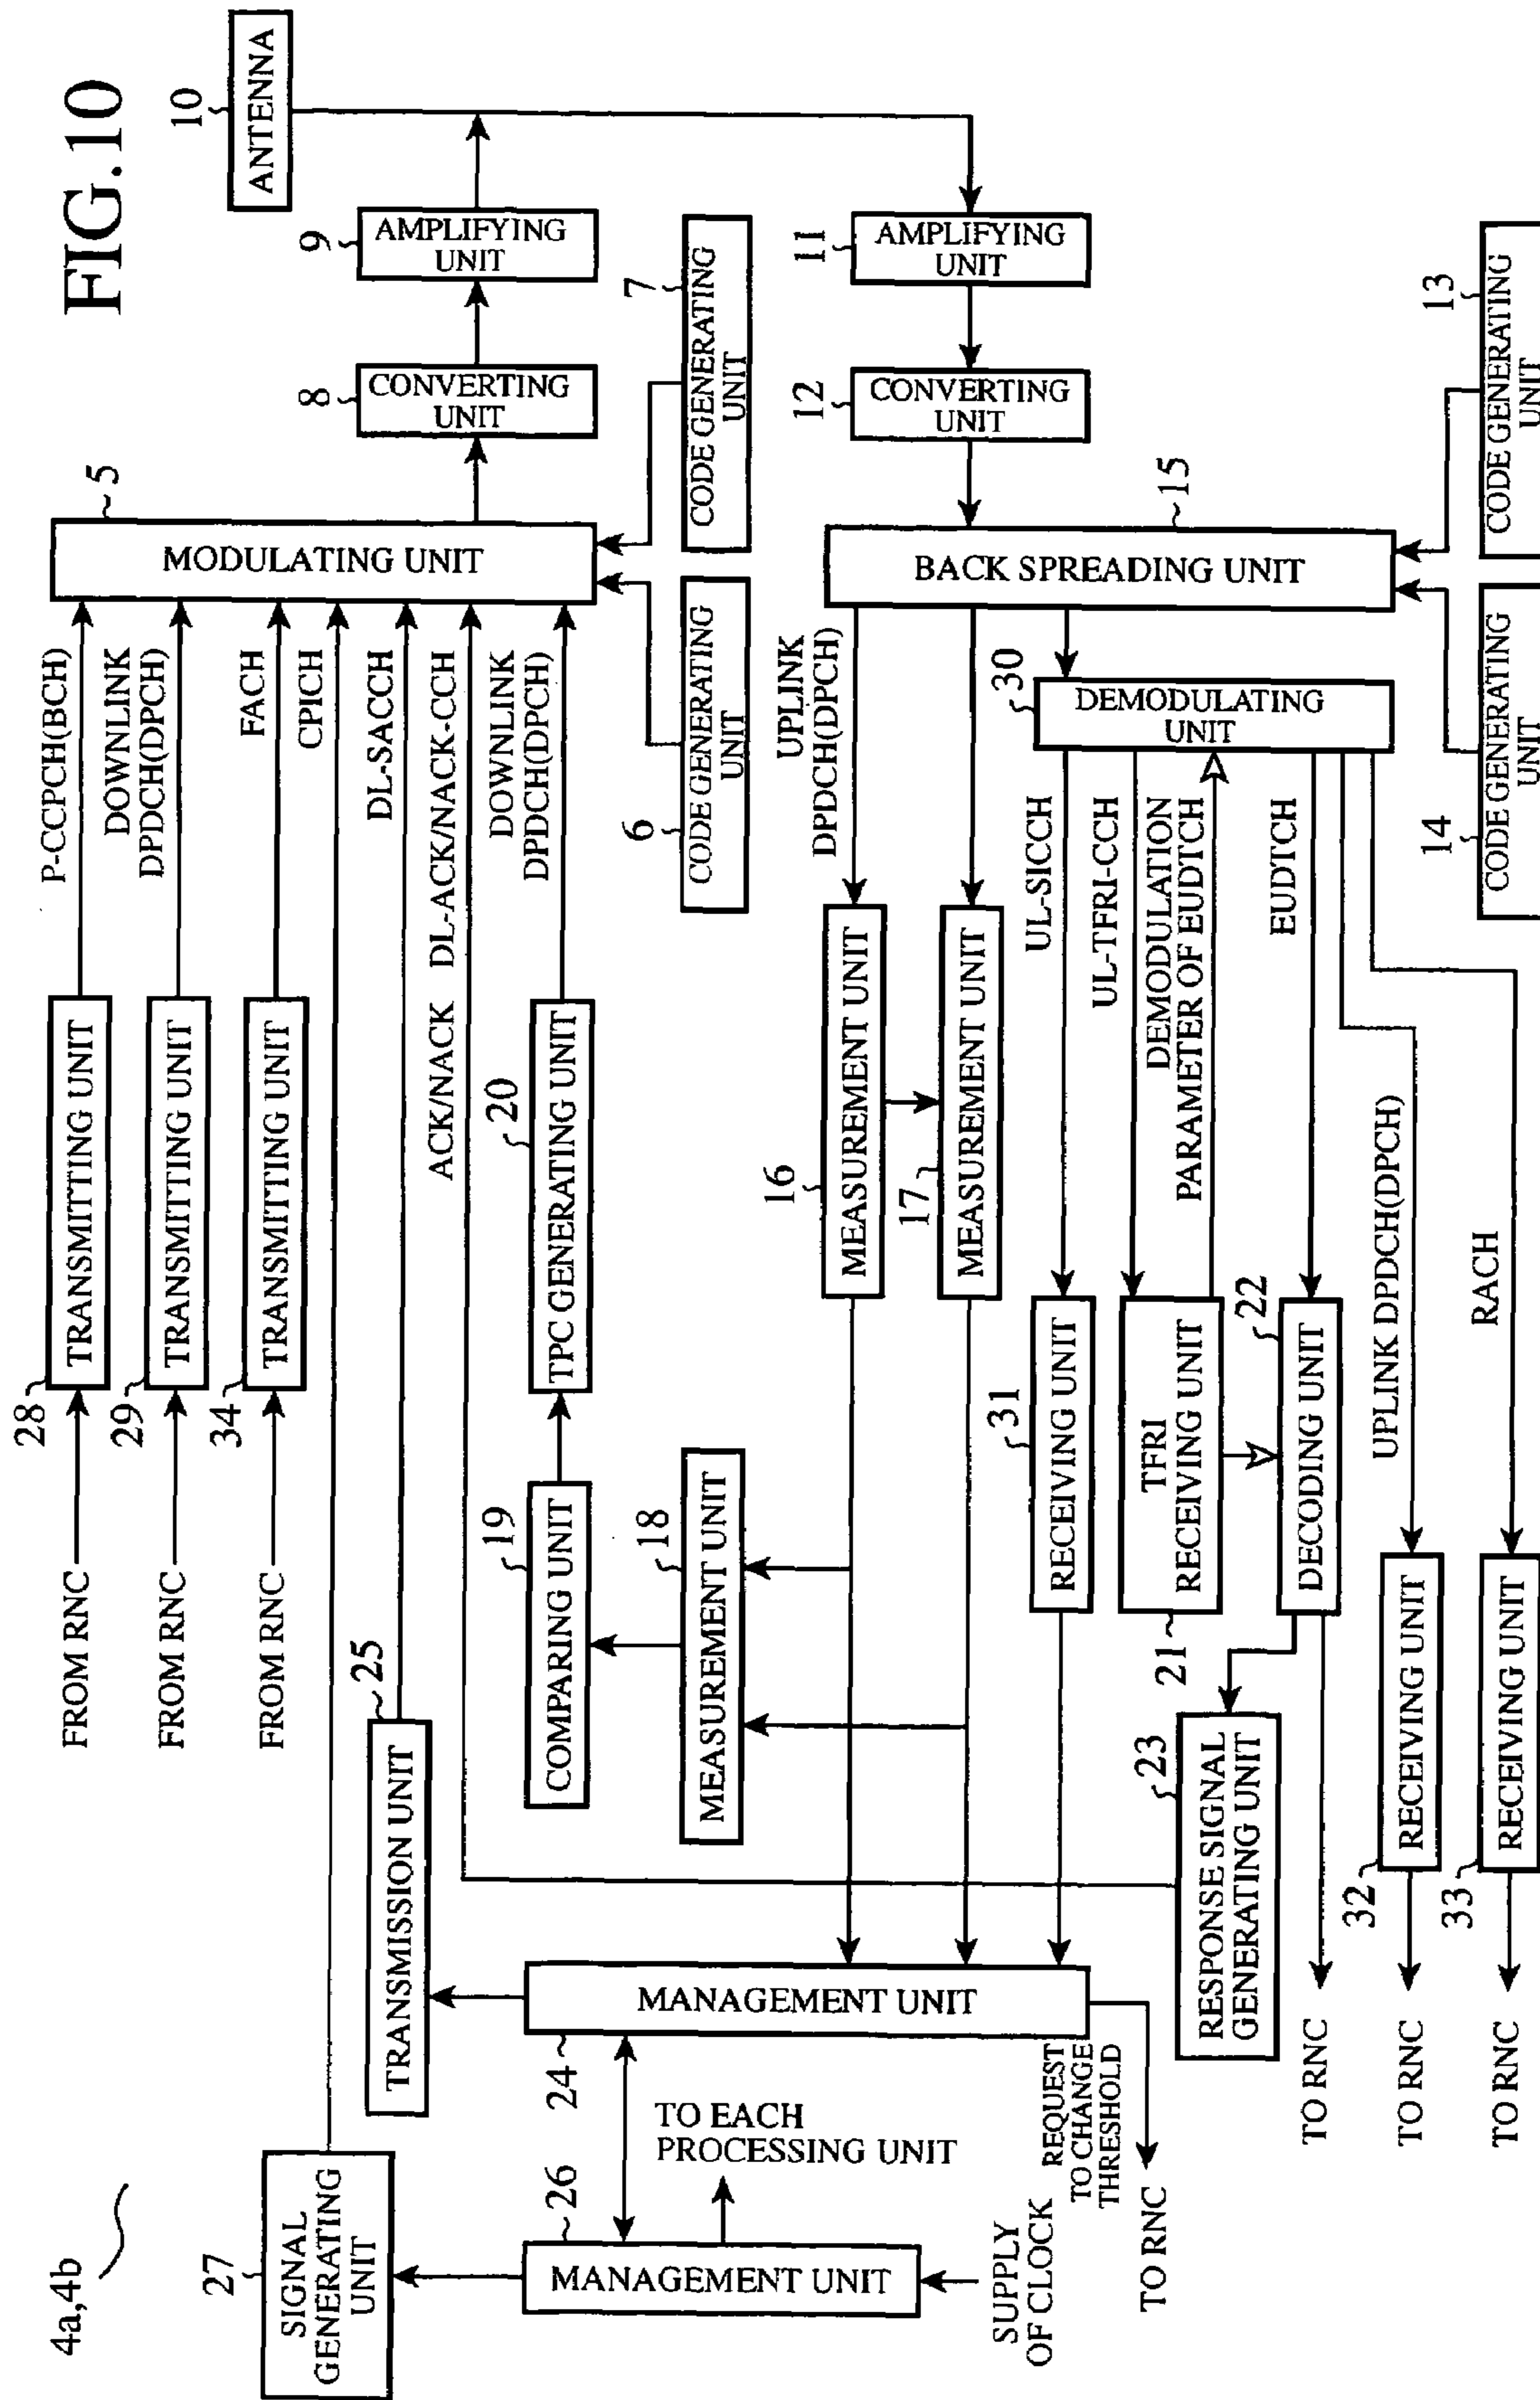 FIG.10
4a,4b
27
SIGNAL
GENERATING
UNIT
26
MANAGEMENT UNIT
SUPPLY
OF CLOCK
TO EACH
PROCESSING UNIT
24
MANAGEMENT UNIT
REQUEST
TO CHANGE
THRESHOLD
TO RNC
25
TRANSMISSION UNIT
FROM RNC
28
TRANSMITTING UNIT
P-CCPCH(BCH)
FROM RNC
29
TRANSMITTING UNIT
DOWNLINK
DPDCH(DPCH)
FROM RNC
34
TRANSMITTING UNIT
FACH
CPICH
DL-SACCH
ACK/NACK
DL-ACK/NACK-CCH
19
COMPARING UNIT
20
TPC GENERATING UNIT
DOWNLINK
DPDCH(DPCH)
18
MEASUREMENT UNIT
5
MODULATING UNIT
6
CODE GENERATING
UNIT
7
CODE GENERATING
UNIT
8
CONVERTING
UNIT
9
AMPLIFYING
UNIT
10
ANTENNA
11
AMPLIFYING
UNIT
12
CONVERTING
UNIT
15
BACK SPREADING UNIT
13
CODE GENERATING
UNIT
14
CODE GENERATING
UNIT
UPLINK
DPDCH(DPCH)
16
MEASUREMENT UNIT
17
MEASUREMENT UNIT
30
DEMODULATING
UNIT
UL-SICCH
31
RECEIVING UNIT
UL-TFRI-CCH
DEMODULATION
PARAMETER OF EUDTCH
21
TFRI
RECEIVING UNIT
EUDTCH
22
DECODING UNIT
23
RESPONSE SIGNAL
GENERATING UNIT
TO RNC
UPLINK DPDCH(DPCH)
32
RECEIVING UNIT
TO RNC
RACH
33
RECEIVING UNIT
TO RNC